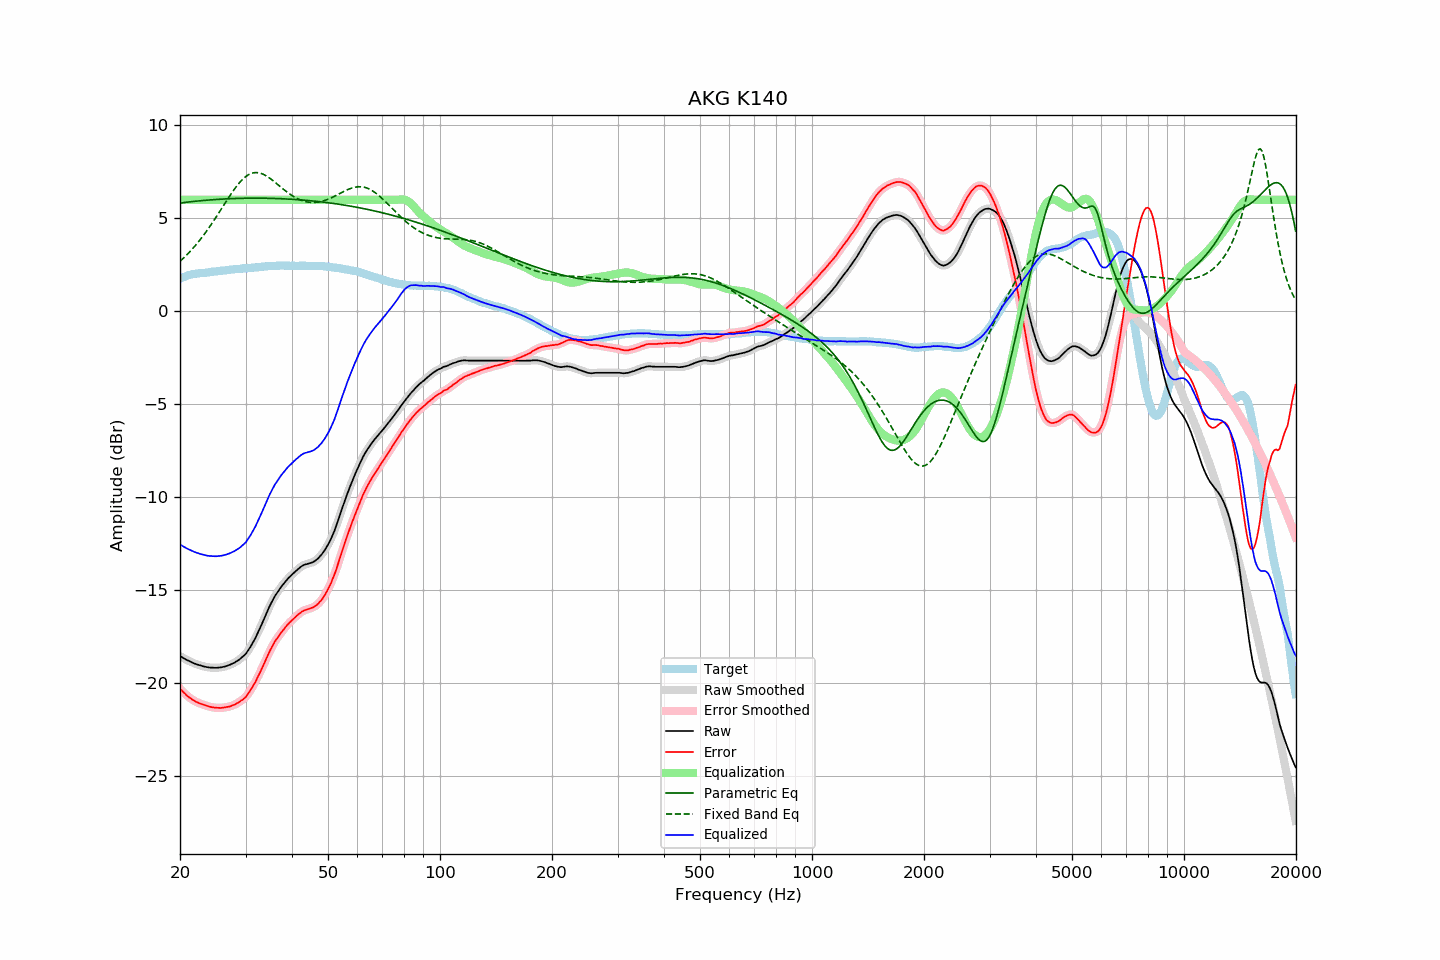 AKG K140
10
5
0
−5
−10
−15
−20
−25
Amplitude (dBr)
20 50 100 200 500 1000 2000 5000 10000 20000
Frequency (Hz)
Target
Raw Smoothed
Error Smoothed
Raw
Error
Equalization
Parametric Eq
Fixed Band Eq
Equalized